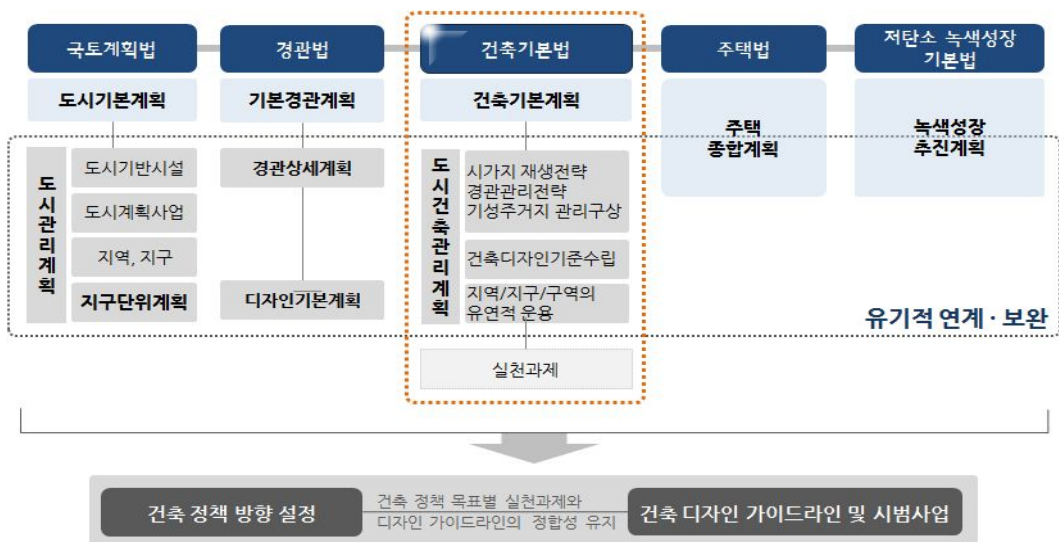 국토계획법
경관법
건축기본법
주택법
저탄소 녹색성장
기본법
도시기본계획
기본경관계획
건축기본계획
주택
종합계획
녹색성장
추진계획
도시관리계획
도시기반시설
도시계획사업
지역, 지구
지구단위계획
경관상세계획
디자인기본계획
도시건축관리계획
시가지 재생전략
경관관리전략
기성주거지 관리구상
건축디자인기준수립
지역/지구/구역의
유연적 운용
실천과제
유기적 연계 · 보완
건축 정책 방향 설정
건축 정책 목표별 실천과제와
디자인 가이드라인의 정합성 유지
건축 디자인 가이드라인 및 시범사업